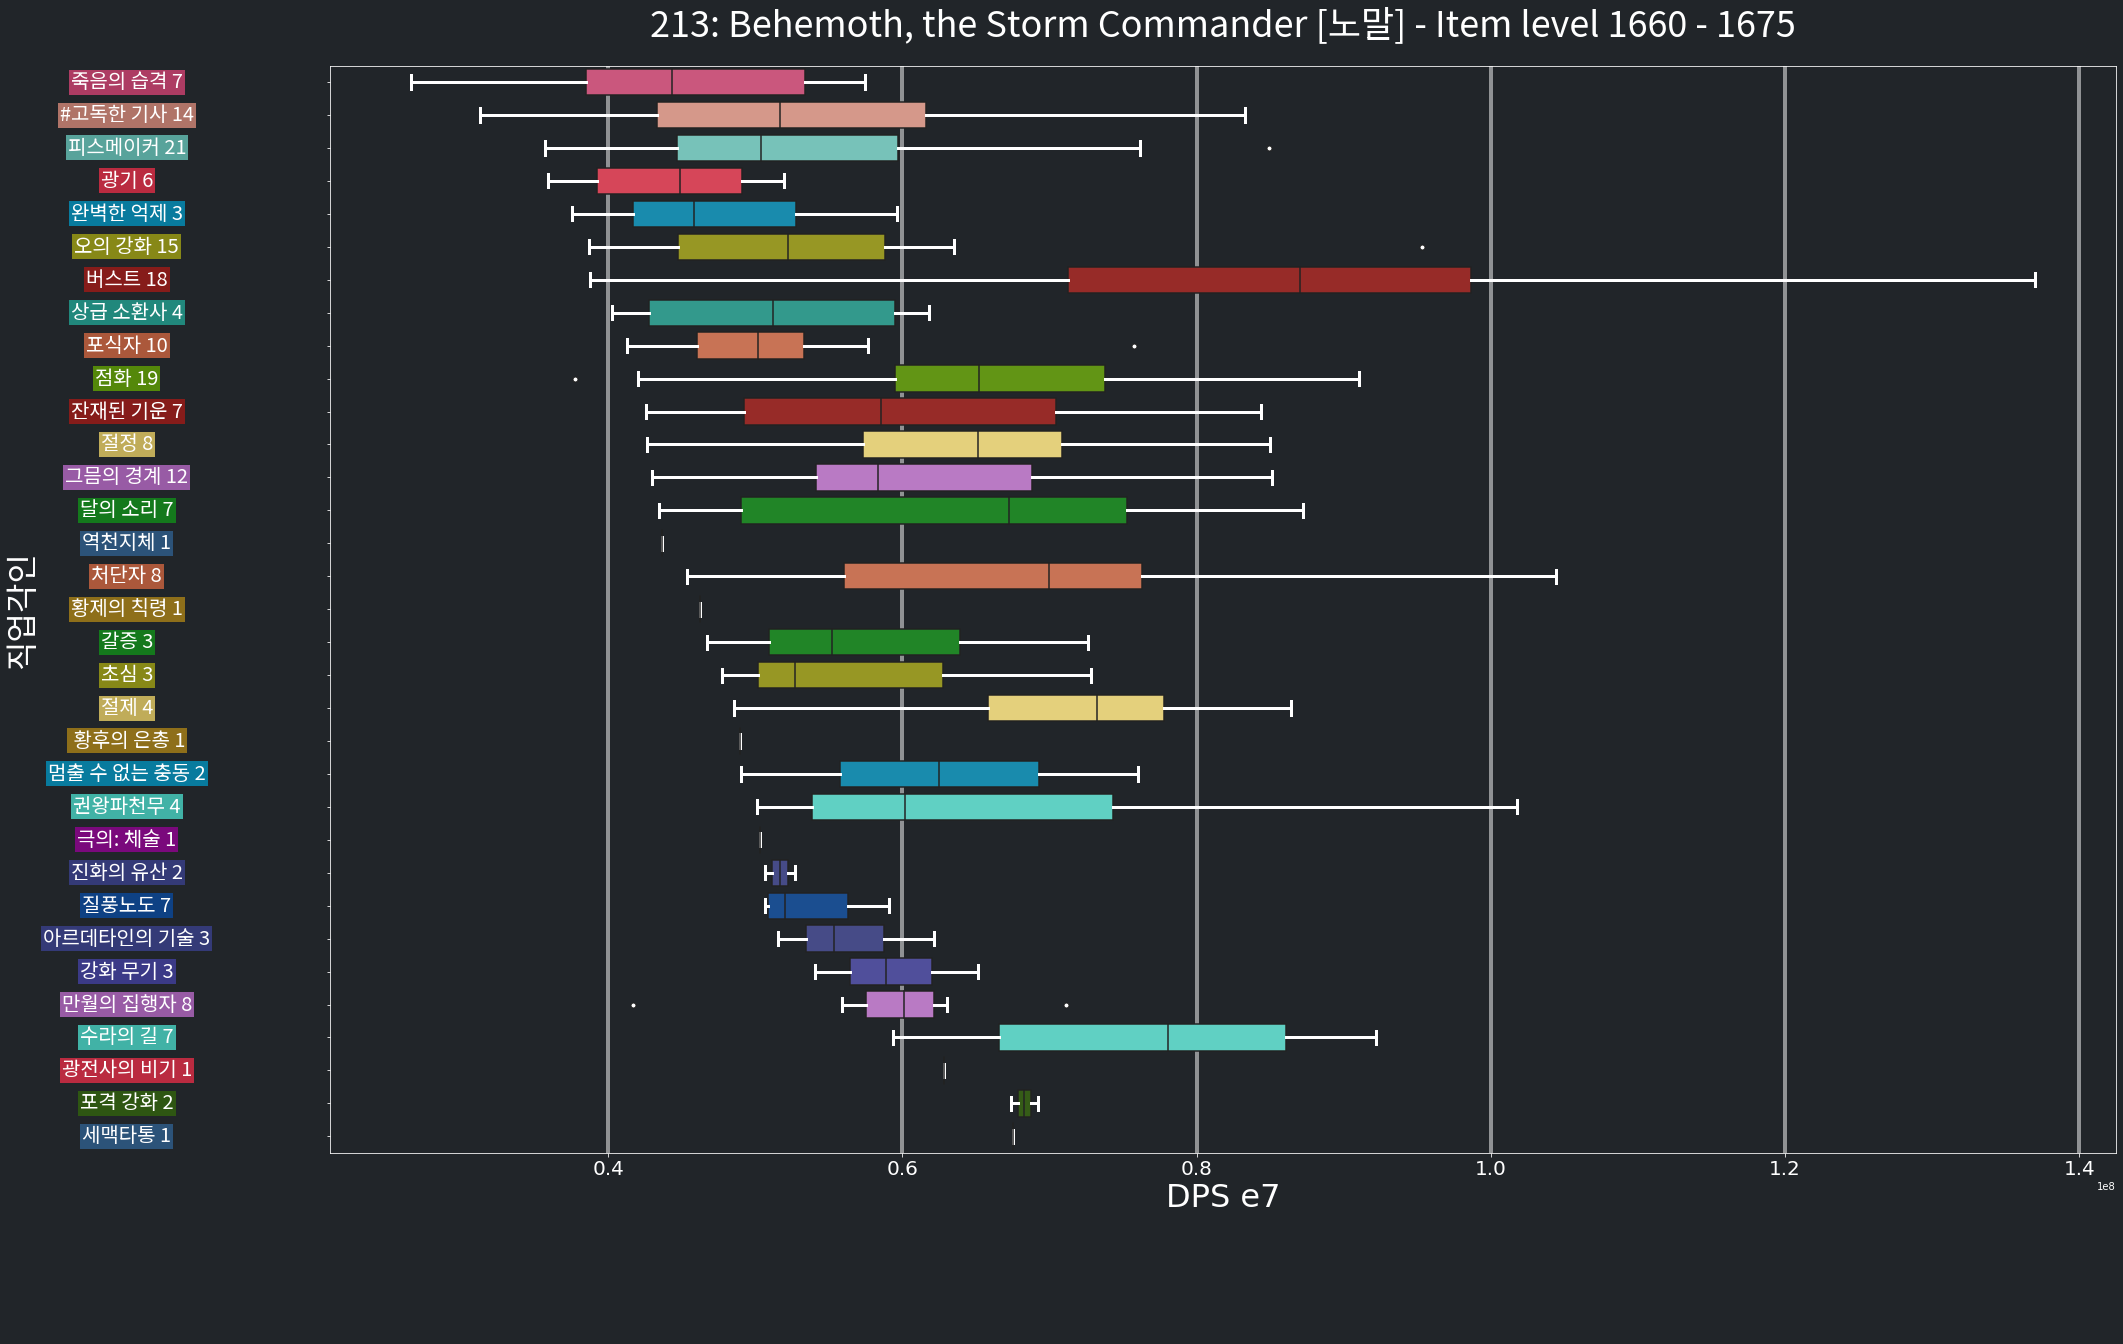 213: Behemoth, the Storm Commander [노말] - Item level 1660 - 1675
직업각인
죽음의 습격 7
#고독한 기사 14
피스메이커 21
광기 6
완벽한 억제 3
오의 강화 15
버스트 18
상급 소환사 4
포식자 10
점화 19
잔재된 기운 7
절정 8
그믐의 경계 12
달의 소리 7
역천지체 1
처단자 8
황제의 칙령 1
갈증 3
초심 3
절제 4
황후의 은총 1
멈출 수 없는 충동 2
권왕파천무 4
극의: 체술 1
진화의 유산 2
질풍노도 7
아르데타인의 기술 3
강화 무기 3
만월의 집행자 8
수라의 길 7
광전사의 비기 1
포격 강화 2
세맥타통 1
0.4 0.6 0.8 1.0 1.2 1.4
1e8
DPS e7